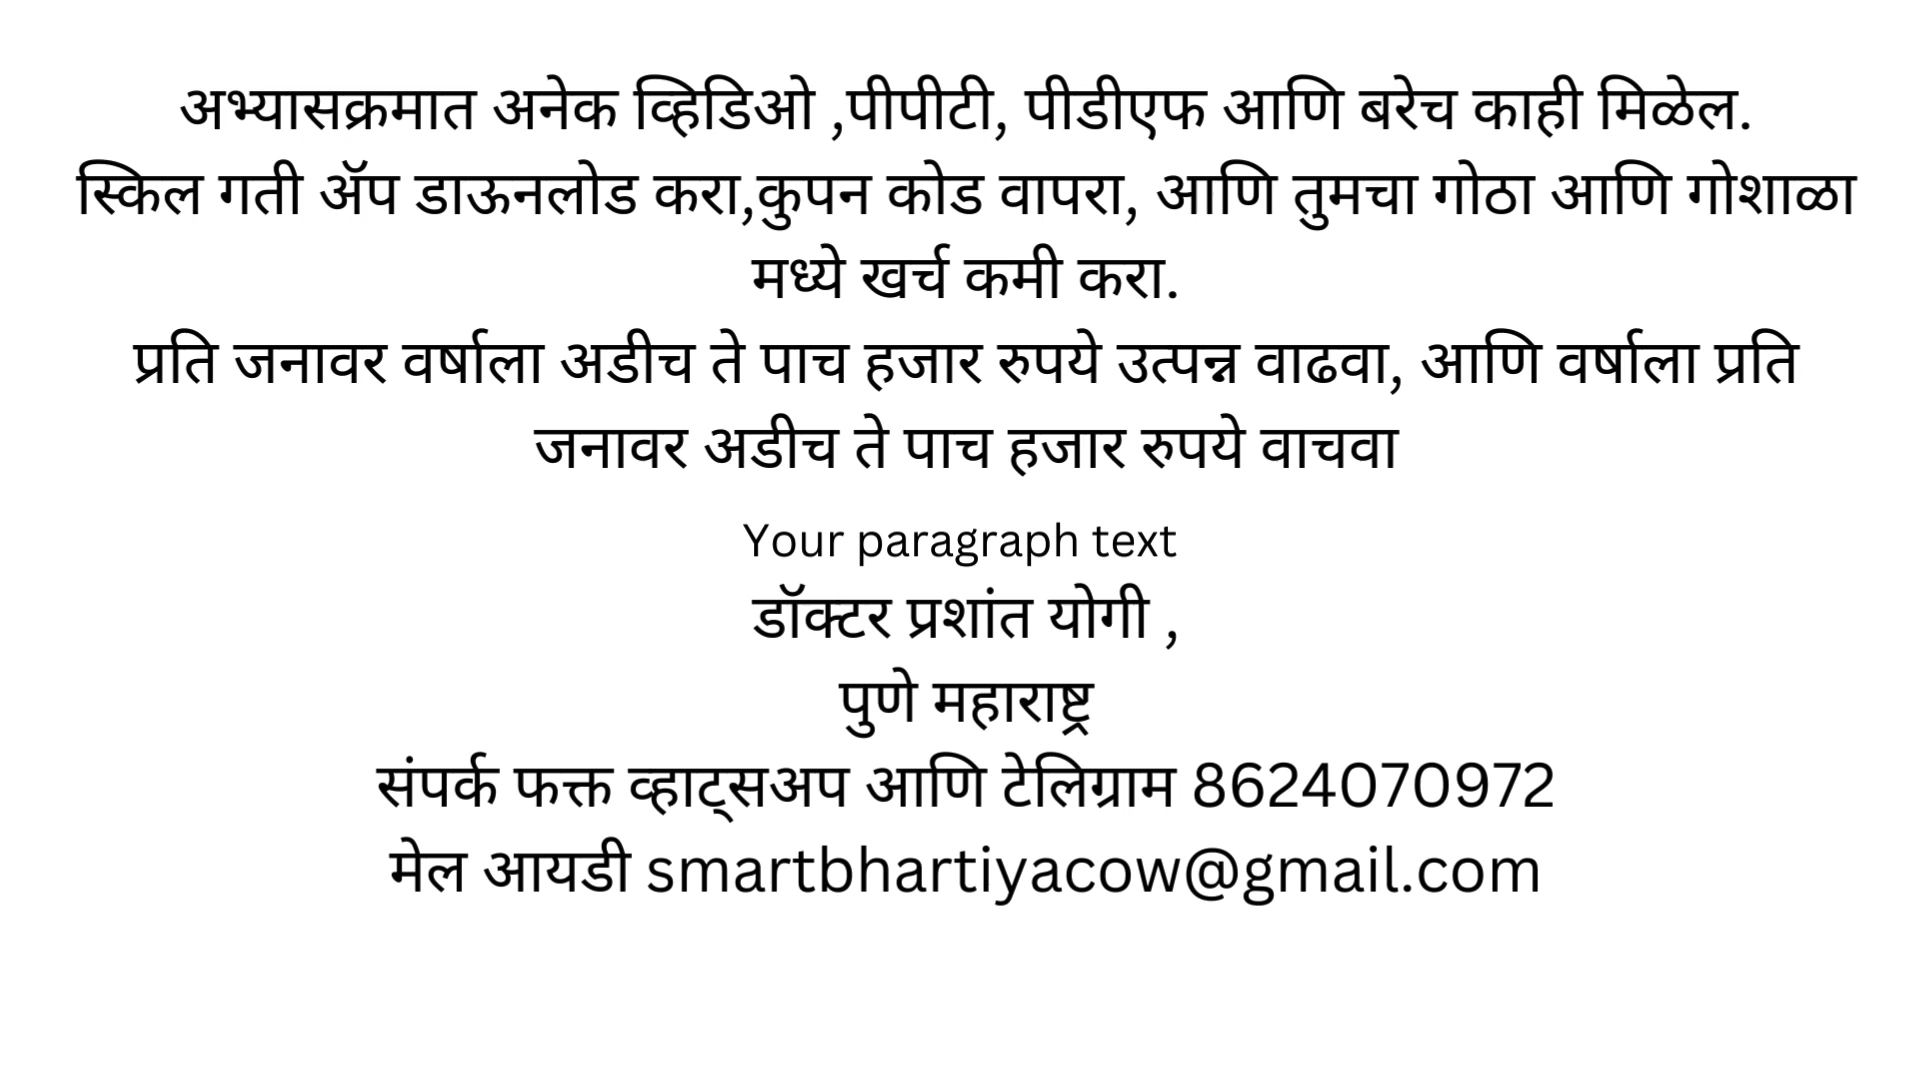 अभ्यासक्रमात अनेक व्हिडिओ ,पीपीटी, पीडीएफ आणि बरेच काही मिळेल.
स्किल गती ॲप डाऊनलोड करा,कुपन कोड वापरा, आणि तुमचा गोठा आणि गोशाळा
मध्ये खर्च कमी करा.
प्रति जनावर वर्षाला अडीच ते पाच हजार रुपये उत्पन्न वाढवा, आणि वर्षाला प्रति
जनावर अडीच ते पाच हजार रुपये वाचवा
Your paragraph text
डॉक्टर प्रशांत योगी ,
पुणे महाराष्ट्र
संपर्क फक्त व्हाट्सअप आणि टेलिग्राम 8624070972
मेल आयडी smartbhartiyacow@gmail.com